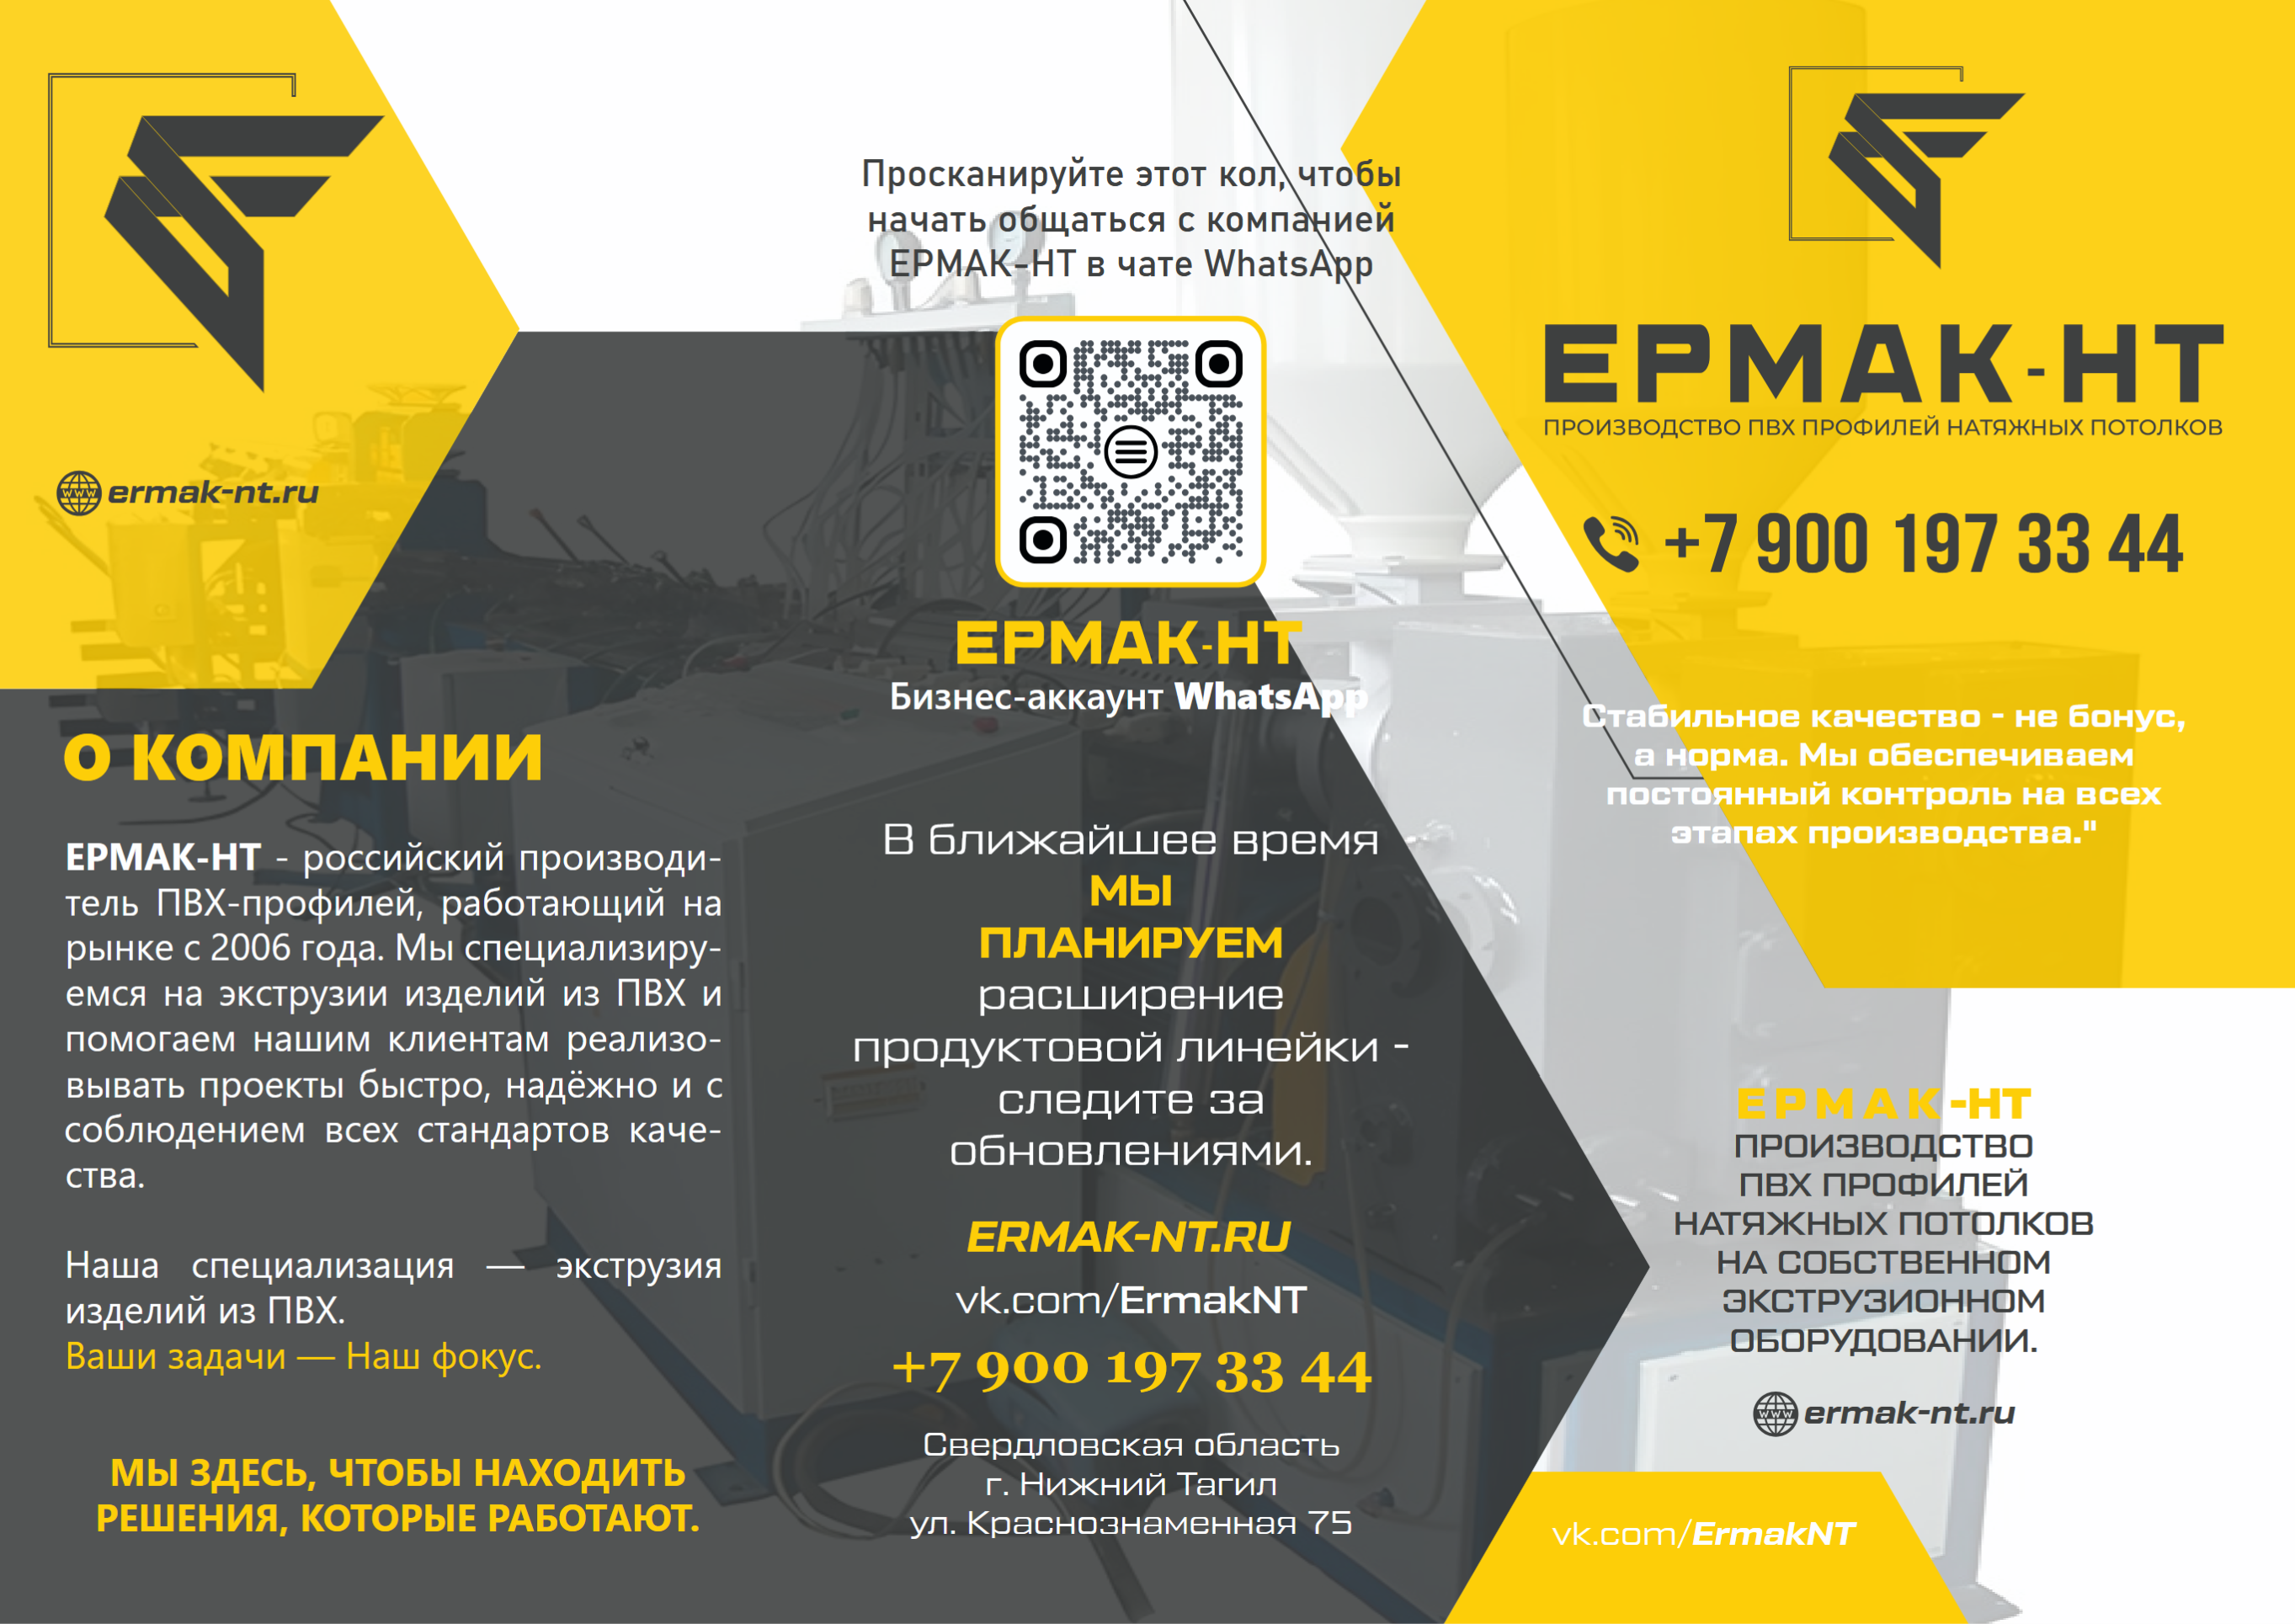 ermak-nt.ru
О КОМПАНИИ
ЕРМАК-НТ - российский производи-
тель ПВХ-профилей, работающий на
рынке с 2006 года. Мы специализиру-
емся на экструзии изделий из ПВХ и
помогаем нашим клиентам реализо-
вывать проекты быстро, надёжно и с
соблюдением всех стандартов каче-
ства.
Наша специализация — экструзия
изделий из ПВХ.
Ваши задачи — Наш фокус.
МЫ ЗДЕСЬ, ЧТОБЫ НАХОДИТЬ
РЕШЕНИЯ, КОТОРЫЕ РАБОТАЮТ.
Просканируйте этот кол, чтобы
начать общаться с компанией
ЕРМАК-НТ в чате WhatsApp
ЕРМАК-НТ
Бизнес-аккаунт WhatsApp
В ближайшее время
МЫ
ПЛАНИРУЕМ
расширение
продуктовой линейки -
следите за
обновлениями.
ERMAK-NT.RU
vk.com/ErmakNT
+7 900 197 33 44
Свердловская область
г. Нижний Тагил
ул. Краснознаменная 75
ЕРМАК-НТ
ПРОИЗВОДСТВО ПВХ ПРОФИЛЕЙ НАТЯЖНЫХ ПОТОЛКОВ
+7 900 197 33 44
Стабильное качество - не бонус,
а норма. Мы обеспечиваем
постоянный контроль на всех
этапах производства."
ЕРМАК-НТ
ПРОИЗВОДСТВО
ПВХ ПРОФИЛЕЙ
НАТЯЖНЫХ ПОТОЛКОВ
НА СОБСТВЕННОМ
ЭКСТРУЗИОННОМ
ОБОРУДОВАНИИ.
ermak-nt.ru
vk.com/ErmakNT